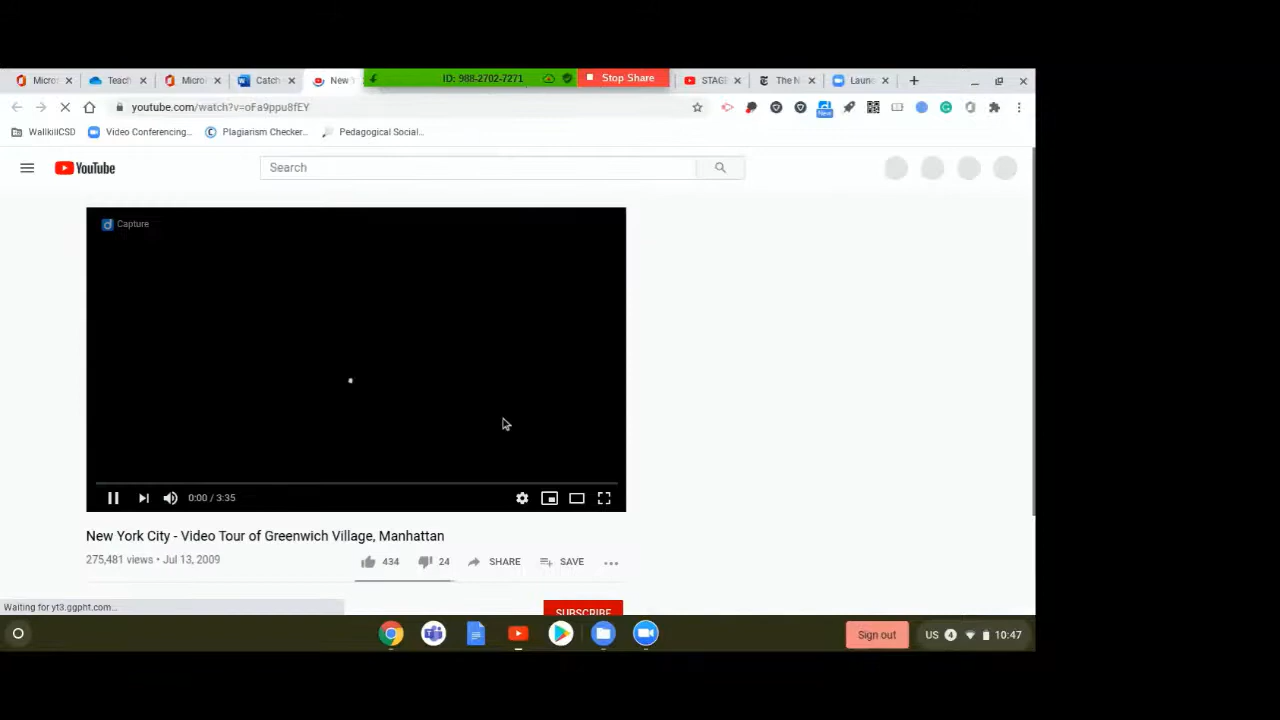 Micro: Teach Micro: Catch New Y ID: 988-2702-7271 Stop Share STAGE The N Laun
youtube.com/watch?v=oFa9ppu8fEY New
WallkillCSD Video Conferencing... Plagiarism Checker... Pedagogical Social...
YouTube Search
Capture
0:00 / 3:35
New York City - Video Tour of Greenwich Village, Manhattan
275,481 views • Jul 13, 2009 434 24 SHARE SAVE
Waiting for yt3.ggpht.com... SUBSCRIBE
Sign out US 4 10:47